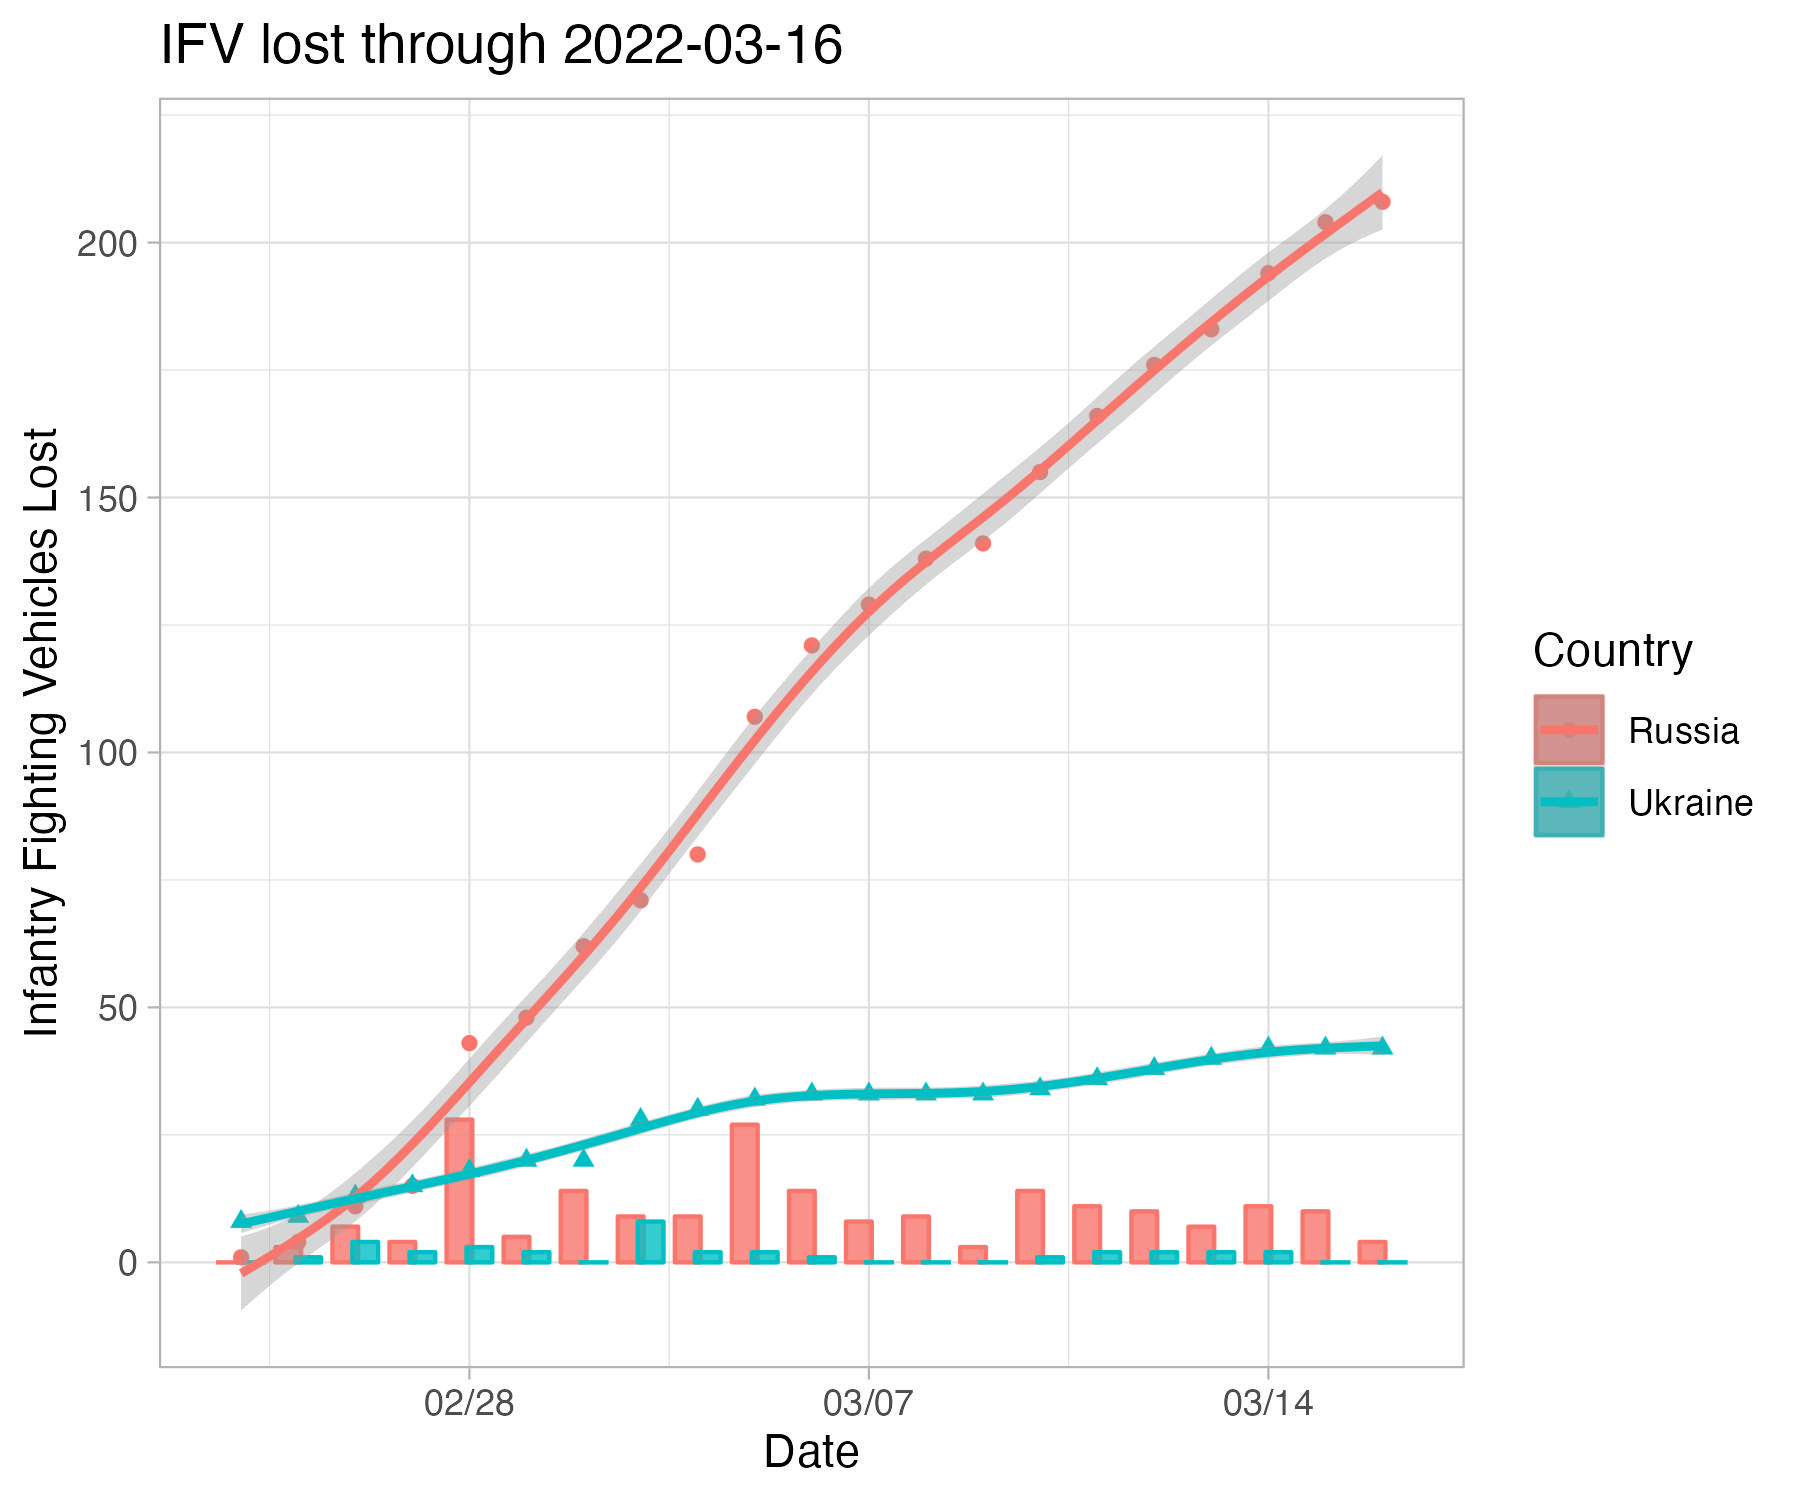 IFV lost through 2022-03-16
Infantry Fighting Vehicles Lost
200
150
100
50
0
02/28
03/07
03/14
Date
Country
Russia
Ukraine